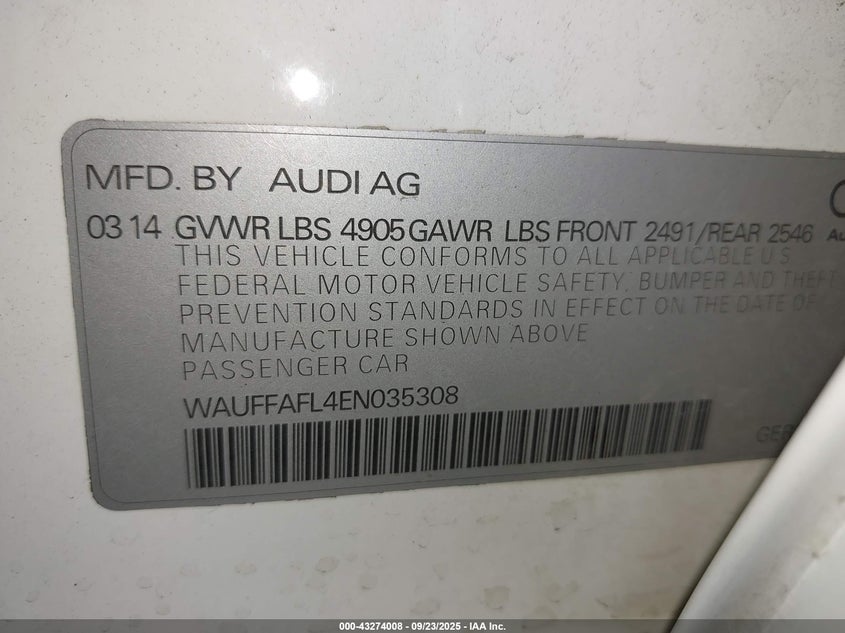 MFD. BY AUDI AG
03 14 GVWR LBS 4905 GAWR LBS FRONT 2491/REAR 2546
THIS VEHICLE CONFORMS TO ALL APPLICABLE U.S.
FEDERAL MOTOR VEHICLE SAFETY, BUMPER AND THEFT
PREVENTION STANDARDS IN EFFECT ON THE DATE OF
MANUFACTURE SHOWN ABOVE
PASSENGER CAR
WAUFFAFL4EN035308
000-43274008 - 09/23/2025 - IAA Inc.